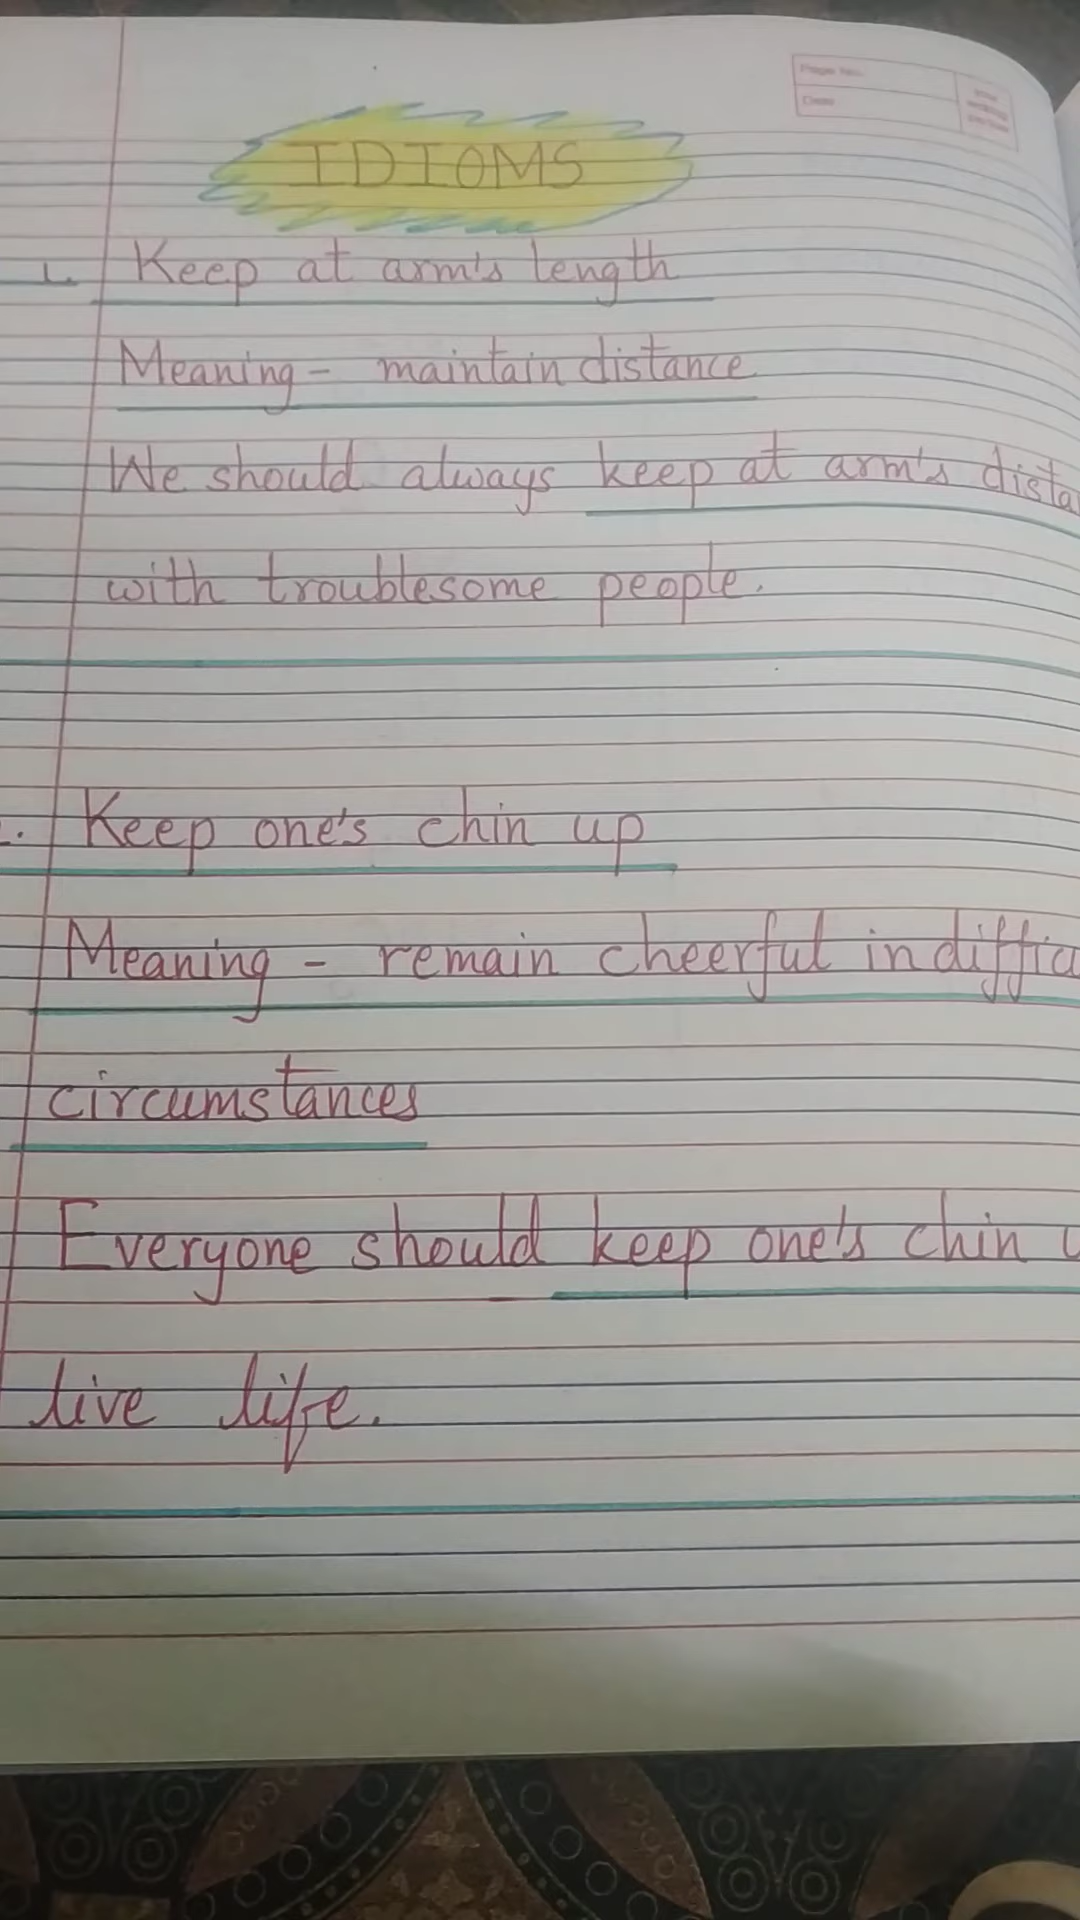 IDIOMS
1. Keep at arm's length
Meaning - maintain distance
We should always keep at arm's dista
with troublesome people.
. Keep one's chin up
Meaning - remain cheerful in diffic
circumstances
Everyone should keep one's chin u
live life.